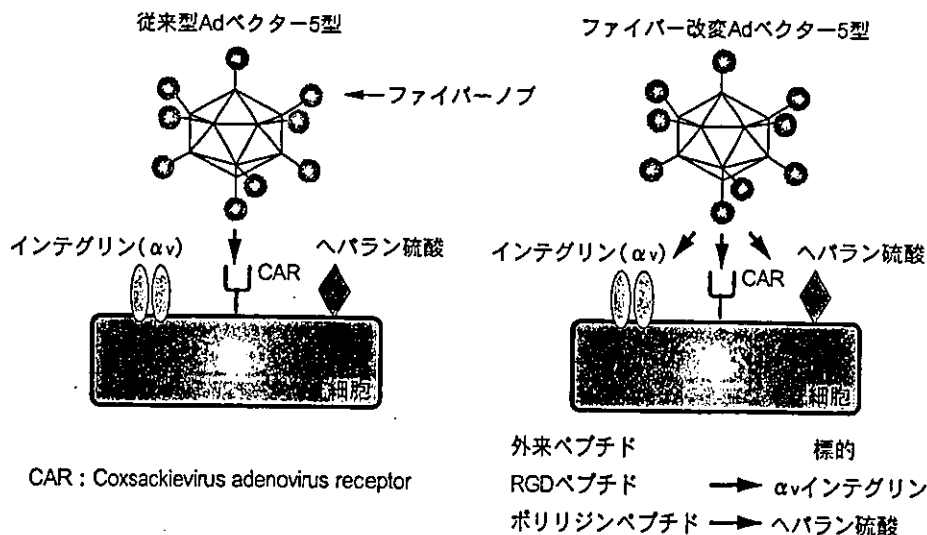 従来型Adベクター5型
ファイバーノブ
インテグリン(αv)
CAR
ヘパラン硫酸
細胞
CAR : Coxsackievirus adenovirus receptor
ファイバー改変Adベクター5型
インテグリン(αv)
CAR
ヘパラン硫酸
細胞
外来ペプチド 標的
RGDペプチド → αvインテグリン
ポリリジンペプチド → ヘパラン硫酸